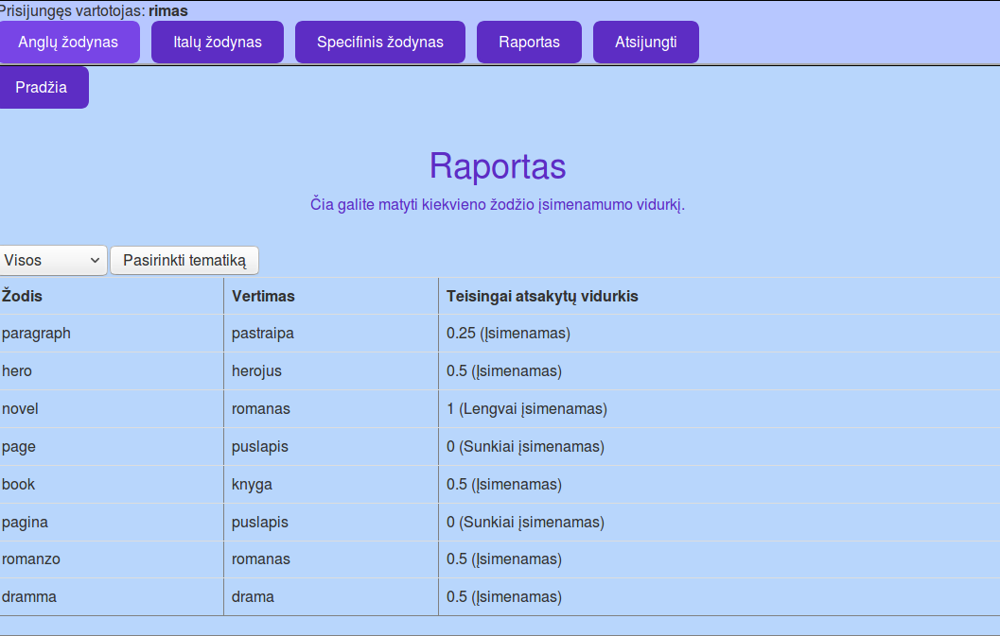 Prisijungęs vartotojas: rimas
Anglų žodynas Italų žodynas Specifinis žodynas Raportas Atsijungti
Pradžia
Raportas
Čia galite matyti kiekvieno žodžio įsimenamumo vidurkį.
Visos Pasirinkti tematiką
Žodis Vertimas Teisingai atsakytų vidurkis
paragraph pastraipa 0.25 (Įsimenamas)
hero herojus 0.5 (Įsimenamas)
novel romanas 1 (Lengvai įsimenamas)
page puslapis 0 (Sunkiai įsimenamas)
book knyga 0.5 (Įsimenamas)
pagina puslapis 0 (Sunkiai įsimenamas)
romanzo romanas 0.5 (Įsimenamas)
dramma drama 0.5 (Įsimenamas)